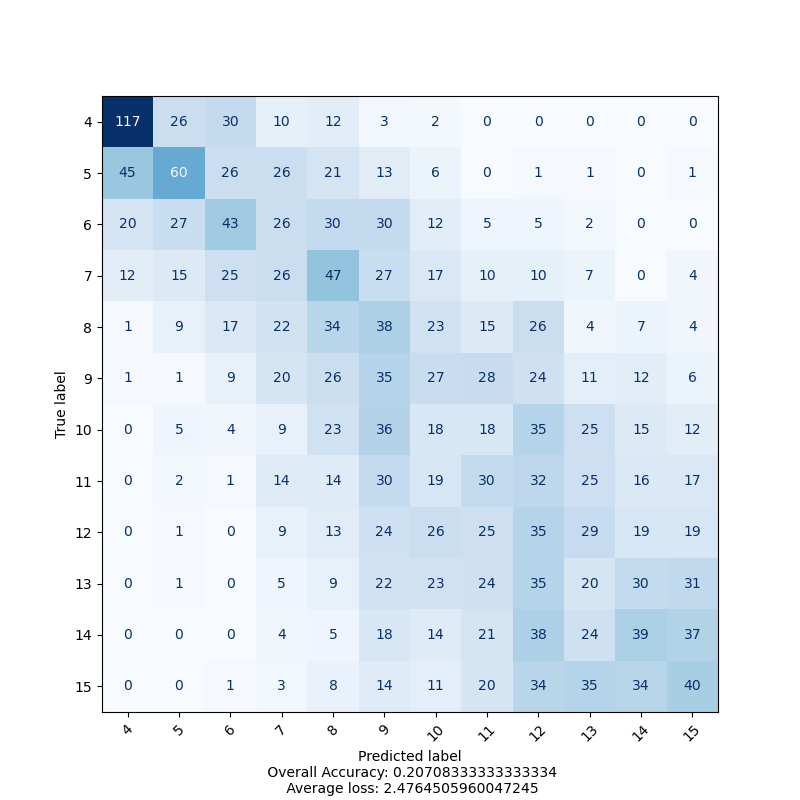 4 117 26 30 10 12 3 2 0 0 0 0 0
5 45 60 26 26 21 13 6 0 1 1 0 1
6 20 27 43 26 30 30 12 5 5 2 0 0
7 12 15 25 26 47 27 17 10 10 7 0 4
8 1 9 17 22 34 38 23 15 26 4 7 4
9 1 1 9 20 26 35 27 28 24 11 12 6
True label
10 0 5 4 9 23 36 18 18 35 25 15 12
11 0 2 1 14 14 30 19 30 32 25 16 17
12 0 1 0 9 13 24 26 25 35 29 19 19
13 0 1 0 5 9 22 23 24 35 20 30 31
14 0 0 0 4 5 18 14 21 38 24 39 37
15 0 0 1 3 8 14 11 20 34 35 34 40
4 5 6 7 8 9 10 11 12 13 14 15
Predicted label
Overall Accuracy: 0.20708333333333334
Average loss: 2.4764505960047245